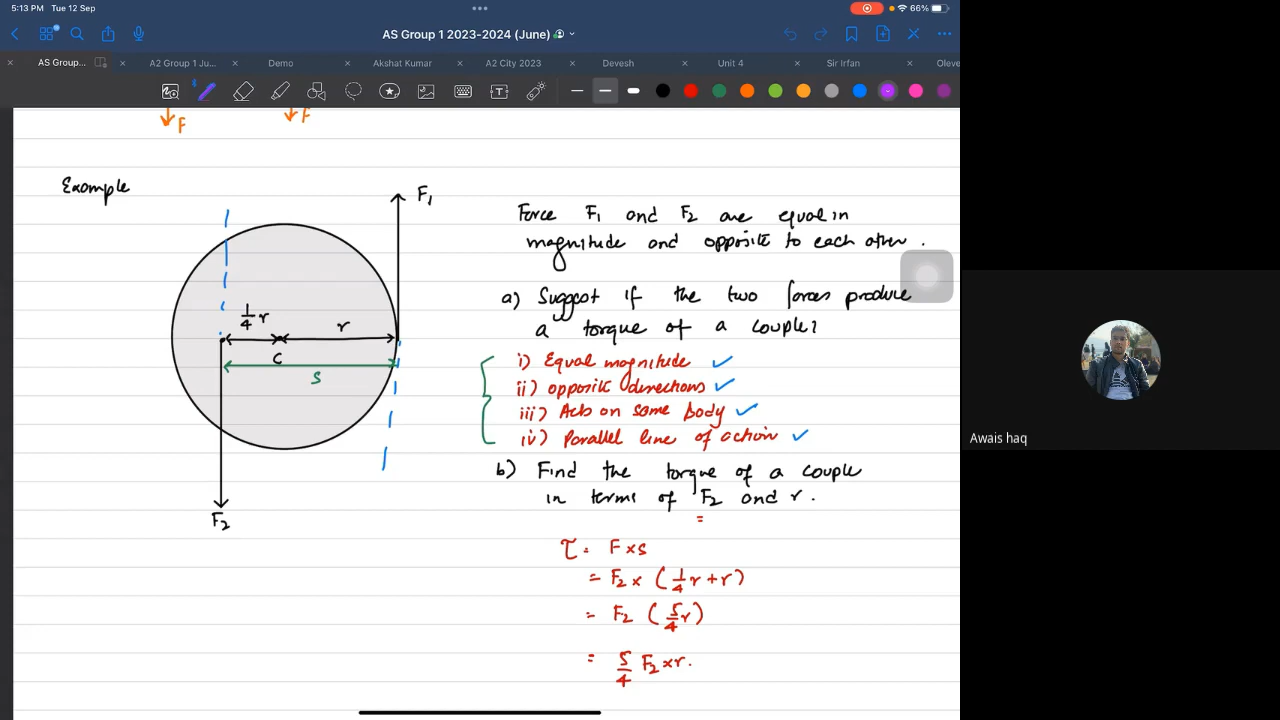 5:13 PM Tue 12 Sep
66%
AS Group 1 2023-2024 (June)
AS Group...
A2 Group 1 Ju...
Demo
Akshat Kumar
A2 City 2023
Devesh
Unit 4
Sir Irfan
Oleve
F
F
Example
F1
Force F1 and F2 are equal in
magnitude and opposite to each other.
a) Suggest if the two forces produce
a torque of a couple?
1/4 r
r
C
S
i) Equal magnitude ✓
ii) opposite directions ✓
iii) Acts on same body ✓
iv) Parallel line of action ✓
b) Find the torque of a couple
in terms of F2 and r.
F2
τ = F × s
= F2 × (1/4 r + r)
= F2 (5/4 r)
= 5/4 F2 × r.
Awais haq